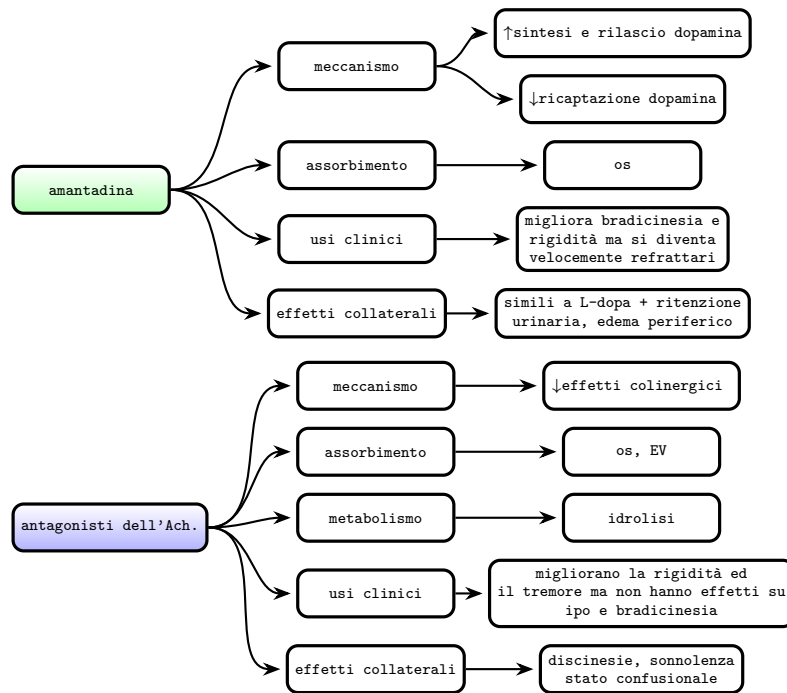 ↑sintesi e rilascio dopamina
meccanismo
↓ricaptazione dopamina
assorbimento
os
amantadina
migliora bradicinesia e
rigidità ma si diventa
velocemente refrattari
usi clinici
simili a L-dopa + ritenzione
urinaria, edema periferico
effetti collaterali
meccanismo
↓effetti colinergici
assorbimento
os, EV
antagonisti dell'Ach.
metabolismo
idrolisi
migliorano la rigidità ed
il tremore ma non hanno effetti su
ipo e bradicinesia
usi clinici
discinesie, sonnolenza
stato confusionale
effetti collaterali